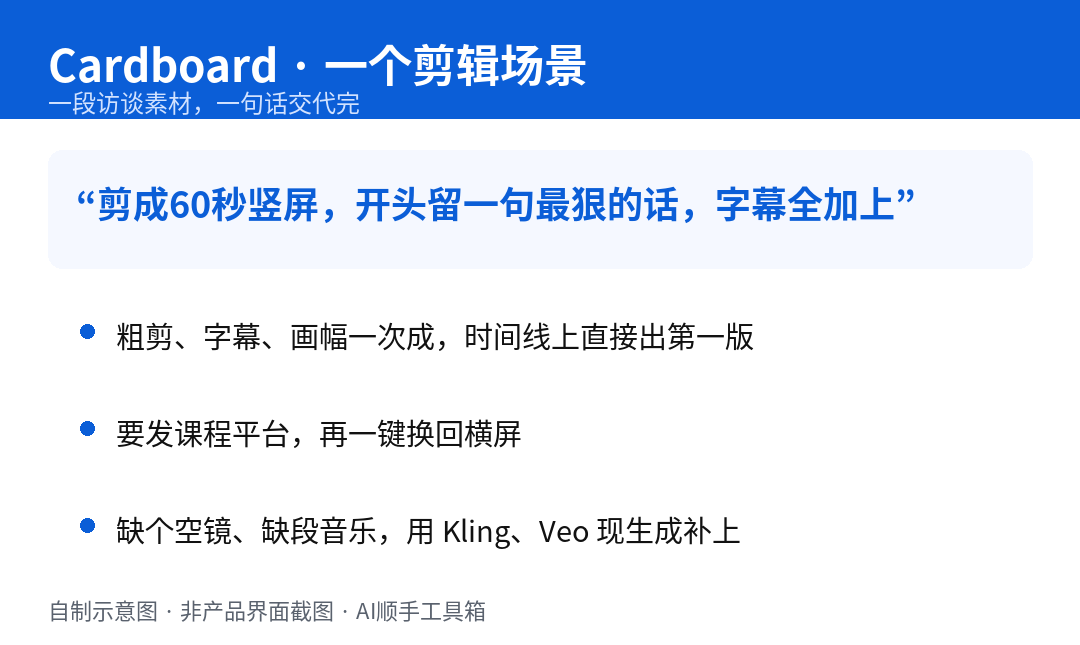 Cardboard · 一个剪辑场景
一段访谈素材，一句话交代完
“剪成60秒竖屏，开头留一句最狠的话，字幕全加上”
粗剪、字幕、画幅一次成，时间线上直接出第一版
要发课程平台，再一键换回横屏
缺个空镜、缺段音乐，用 Kling、Veo 现生成补上
自制示意图 · 非产品界面截图 · AI顺手工具箱